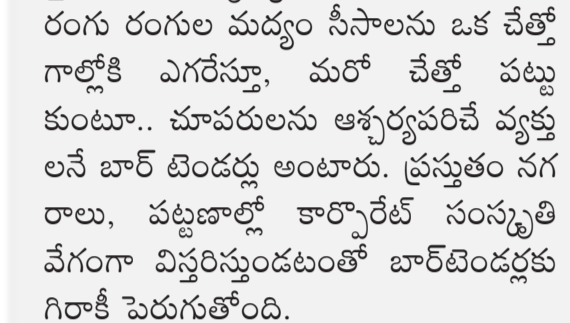 రంగు రంగుల మద్యం సీసాలను ఒక చేత్తో
గాల్లోకి ఎగరేస్తూ, మరో చేత్తో పట్టు
కుంటూ.. చూపరులను ఆశ్చర్యపరిచే వ్యక్తు
లనే బార్ టెండర్లు అంటారు. ప్రస్తుతం నగ
రాలు, పట్టణాల్లో కార్పొరేట్ సంస్కృతి
వేగంగా విస్తరిస్తుండటంతో బార్‌టెండర్లకు
గిరాకీ పెరుగుతోంది.